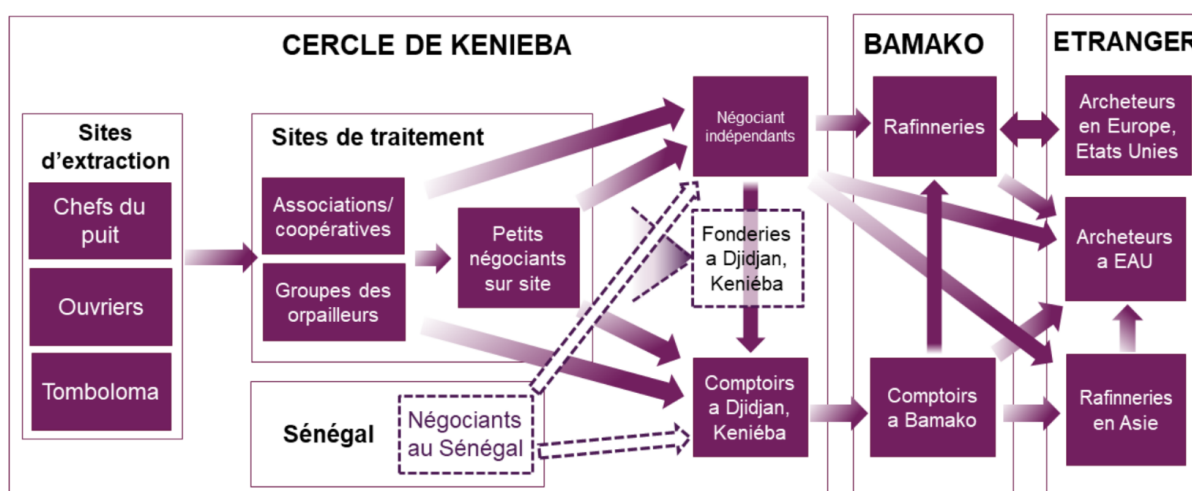 CERCLE DE KENIEBA
BAMAKO
ETRANGER
Sites
d’extraction
Chefs du
puit
Ouvriers
Tomboloma
Sites de traitement
Associations/
coopératives
Groupes des
orpailleurs
Petits
négociants
sur site
Sénégal
Négociants
au Sénégal
Négociant
indépendants
Fonderies
a Djidjan,
Keniéba
Comptoirs
a Djidjan,
Keniéba
Rafinneries
Comptoirs
a Bamako
Archeteurs
en Europe,
Etats Unies
Archeteurs
a EAU
Rafinneries
en Asie